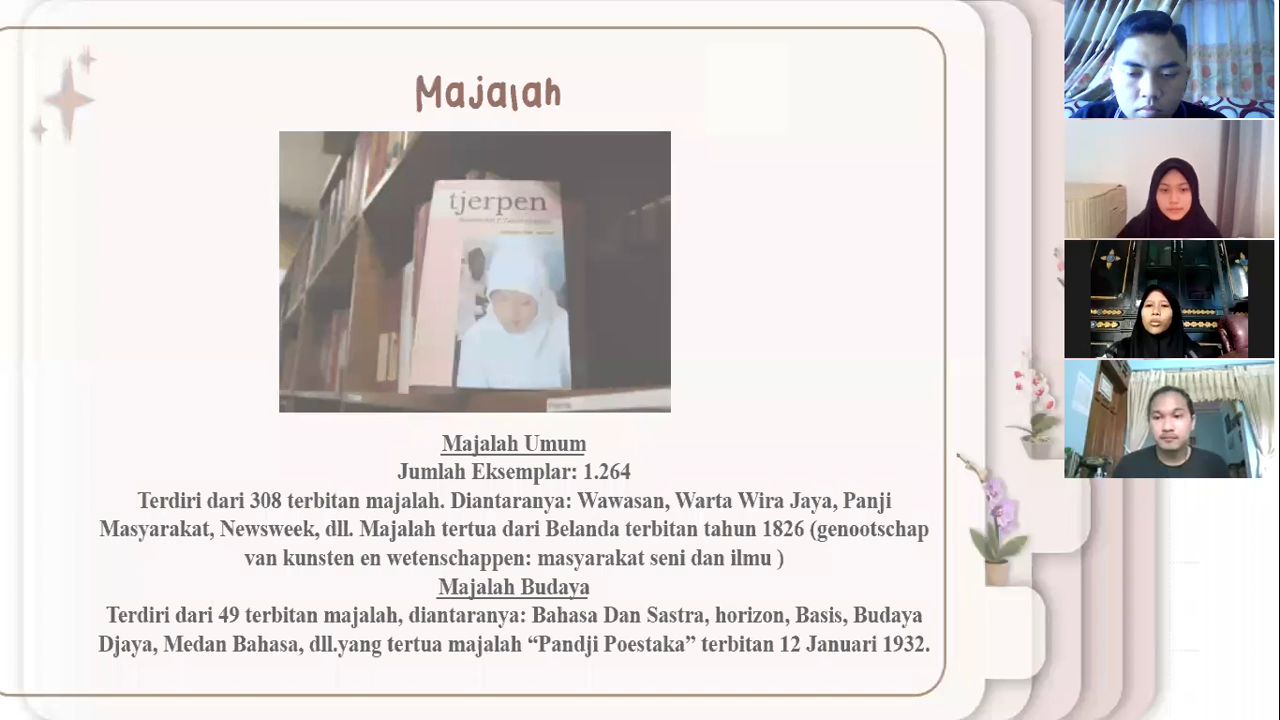 Majalah
tjerpen
Majalah Umum
Jumlah Eksemplar: 1.264
Terdiri dari 308 terbitan majalah. Diantaranya: Wawasan, Warta Wira Jaya, Panji
Masyarakat, Newsweek, dll. Majalah tertua dari Belanda terbitan tahun 1826 (genootschap
van kunsten en wetenschappen: masyarakat seni dan ilmu )
Majalah Budaya
Terdiri dari 49 terbitan majalah, diantaranya: Bahasa Dan Sastra, horizon, Basis, Budaya
Djaya, Medan Bahasa, dll.yang tertua majalah “Pandji Poestaka” terbitan 12 Januari 1932.